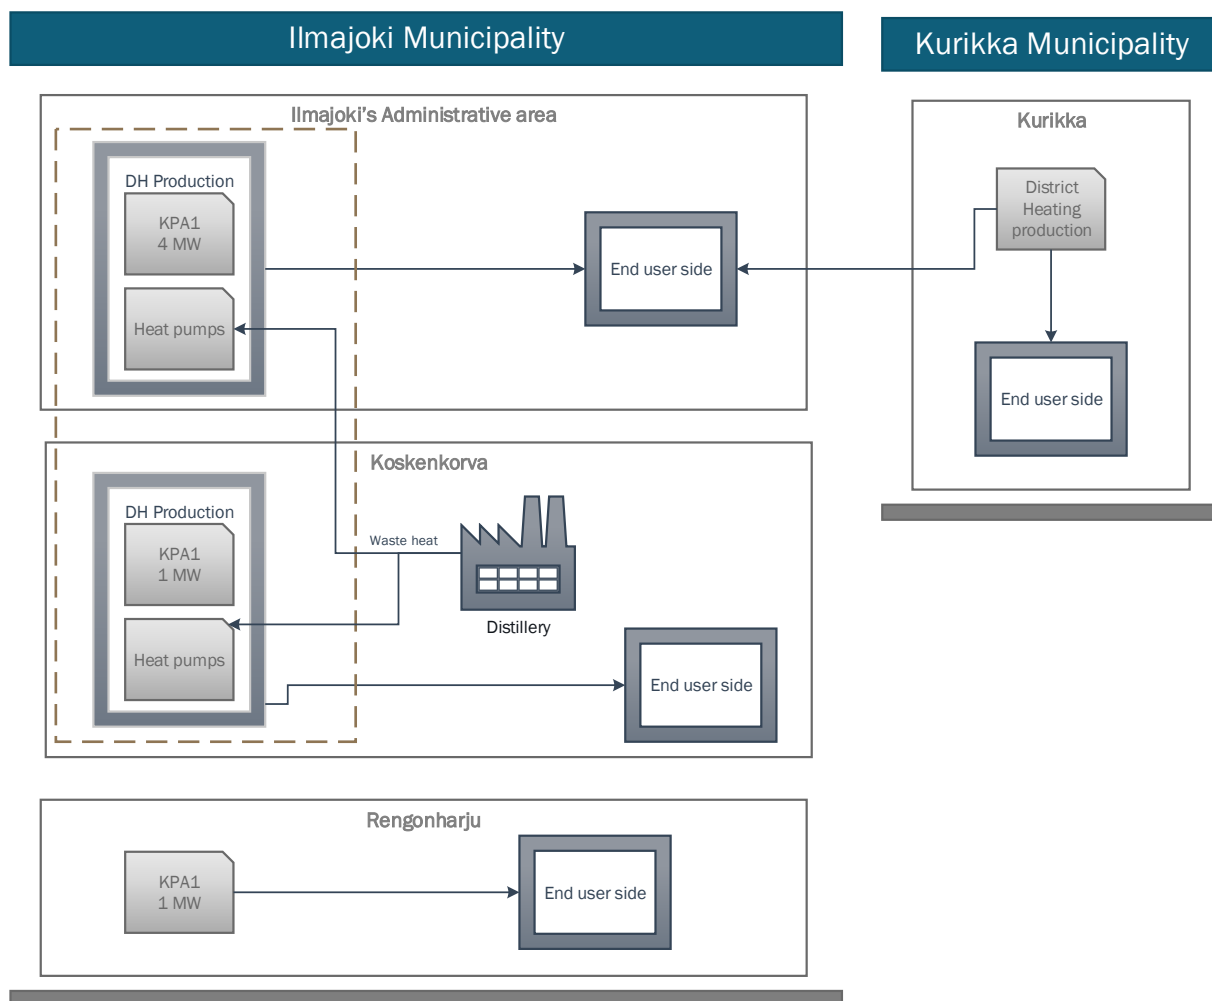 Ilmajoki Municipality
Kurikka Municipality
Ilmajoki's Administrative area
DH Production
KPA1
4 MW
Heat pumps
End user side
Kurikka
District
Heating
production
End user side
Koskenkorva
DH Production
KPA1
1 MW
Heat pumps
Waste heat
Distillery
End user side
Rengonharju
KPA1
1 MW
End user side